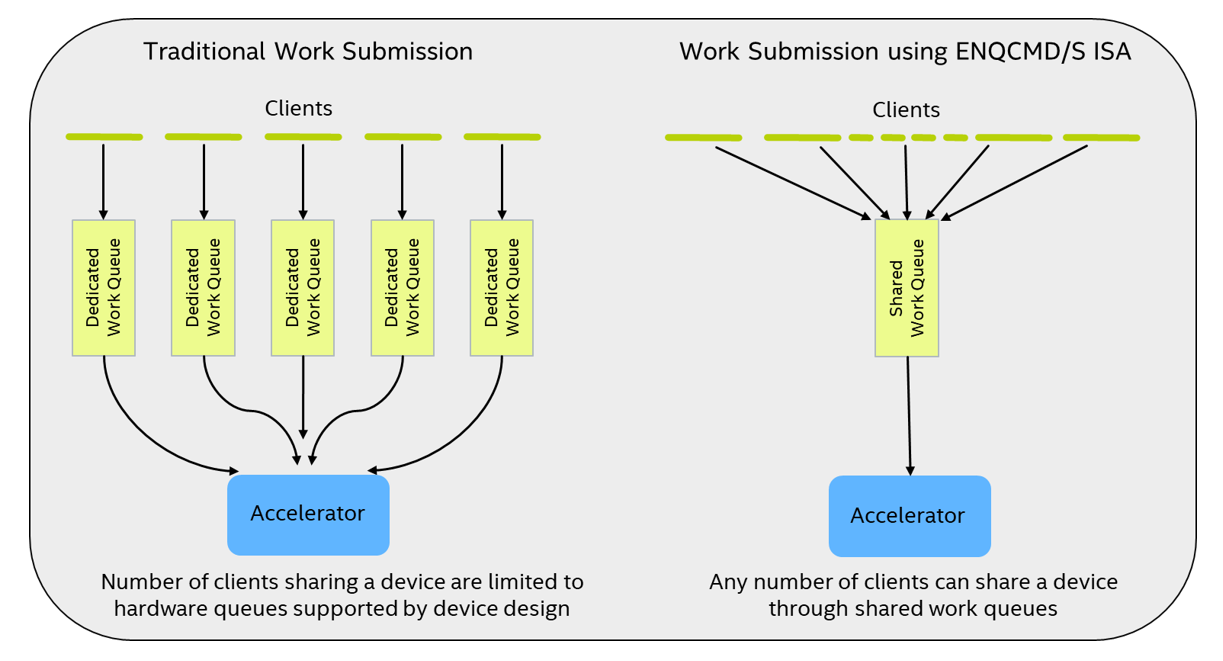 Traditional Work Submission
Clients
Dedicated
Work Queue
Dedicated
Work Queue
Dedicated
Work Queue
Dedicated
Work Queue
Dedicated
Work Queue
Accelerator
Number of clients sharing a device are limited to
hardware queues supported by device design
Work Submission using ENQCMD/S ISA
Clients
Shared
Work Queue
Accelerator
Any number of clients can share a device
through shared work queues